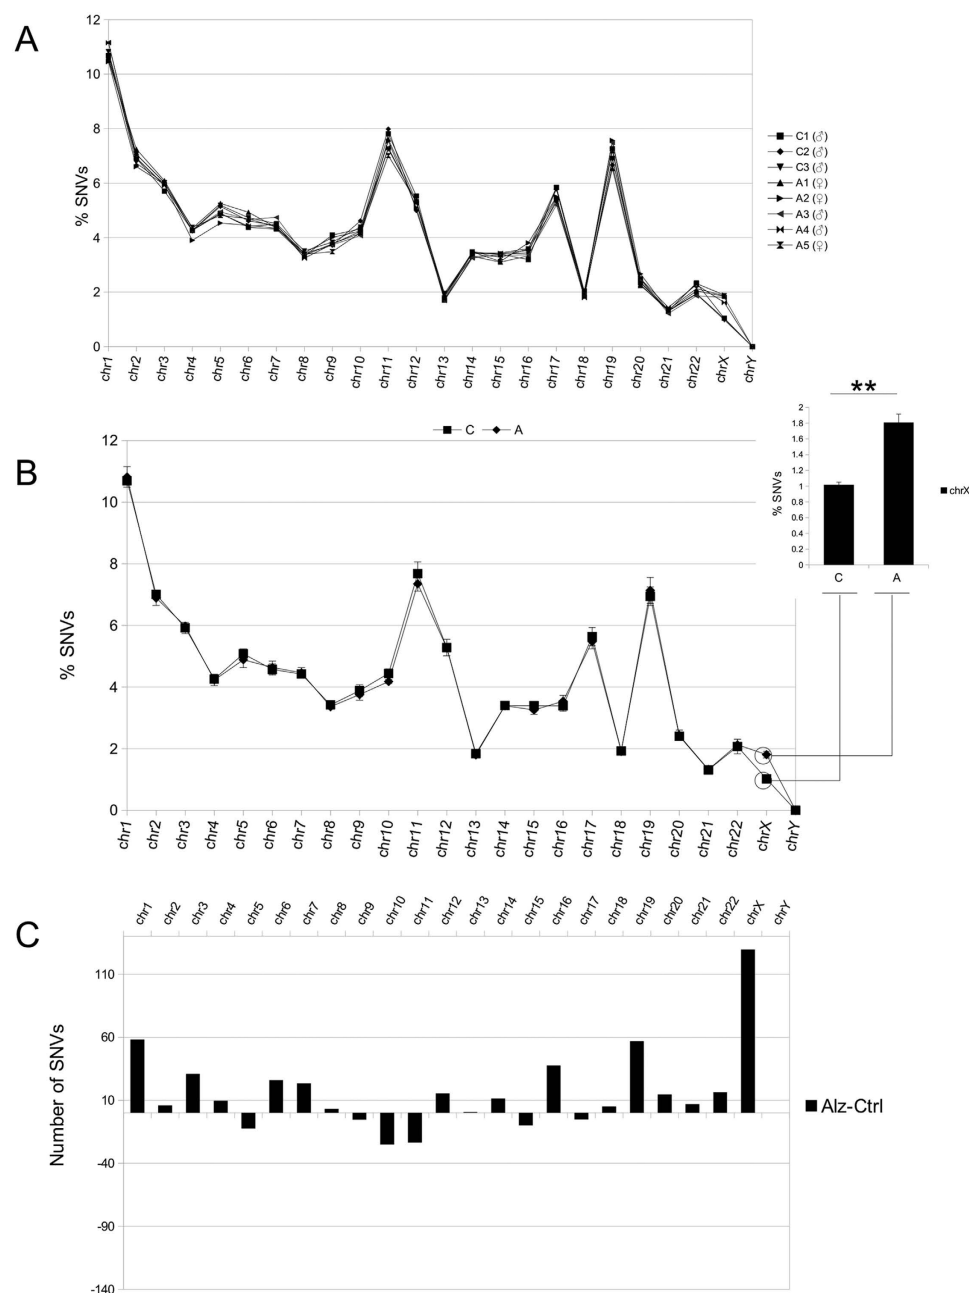 A
12
10
8
6
4
2
0
% SNVs
chr1 chr2 chr3 chr4 chr5 chr6 chr7 chr8 chr9 chr10 chr11 chr12 chr13 chr14 chr15 chr16 chr17 chr18 chr19 chr20 chr21 chr22 chrX chrY
C1 (♂)
C2 (♂)
C3 (♂)
A1 (♀)
A2 (♀)
A3 (♂)
A4 (♂)
A5 (♀)
B
C A
12
10
8
6
4
2
0
% SNVs
chr1 chr2 chr3 chr4 chr5 chr6 chr7 chr8 chr9 chr10 chr11 chr12 chr13 chr14 chr15 chr16 chr17 chr18 chr19 chr20 chr21 chr22 chrX chrY
**
2
1.8
1.6
1.4
1.2
1
0.8
0.6
0.4
0.2
0
% SNVs
C A
chrX
C
chr1 chr2 chr3 chr4 chr5 chr6 chr7 chr8 chr9 chr10 chr11 chr12 chr13 chr14 chr15 chr16 chr17 chr18 chr19 chr20 chr21 chr22 chrX chrY
110
60
10
-40
-90
-140
Number of SNVs
Alz-Ctrl